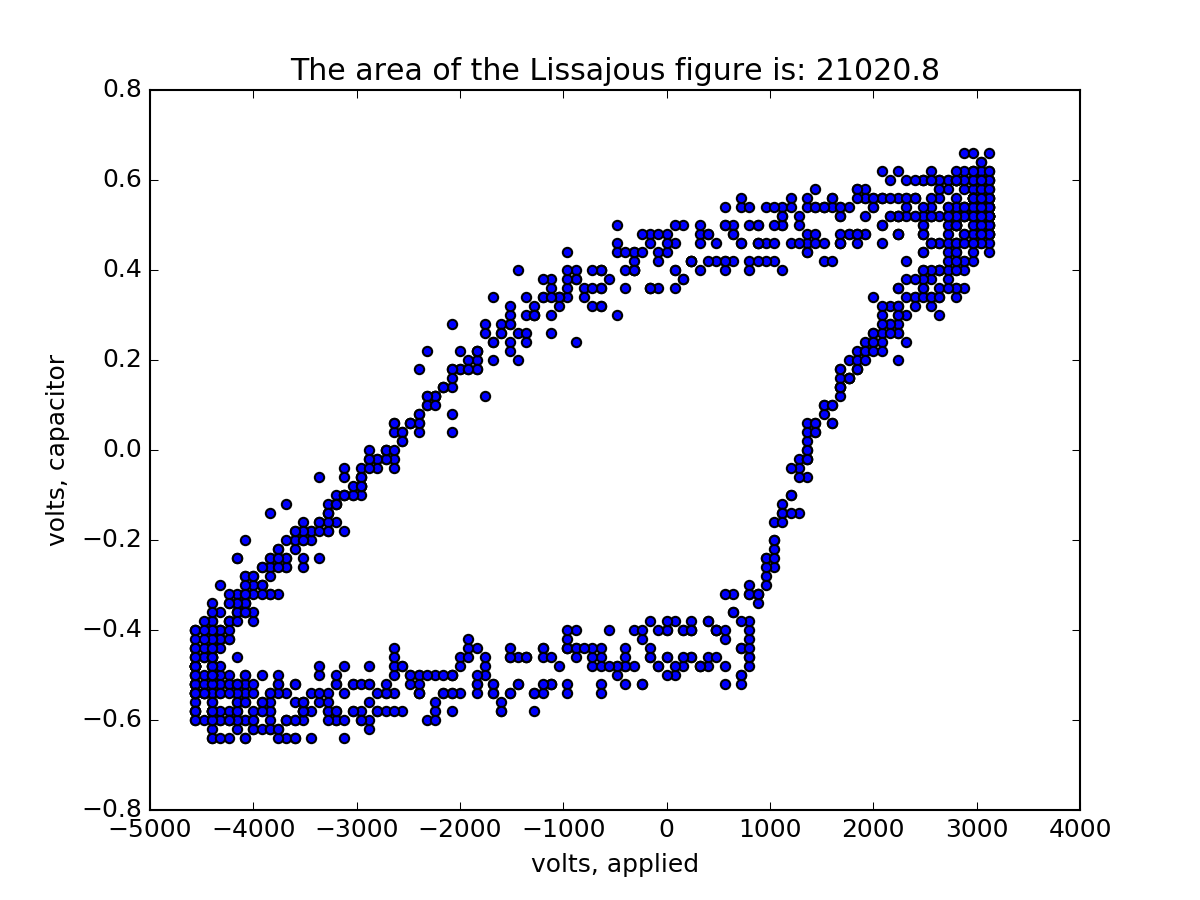 The area of the Lissajous figure is: 21020.8
0.8
0.6
0.4
0.2
0.0
−0.2
−0.4
−0.6
−0.8
volts, capacitor
−5000 −4000 −3000 −2000 −1000 0 1000 2000 3000 4000
volts, applied